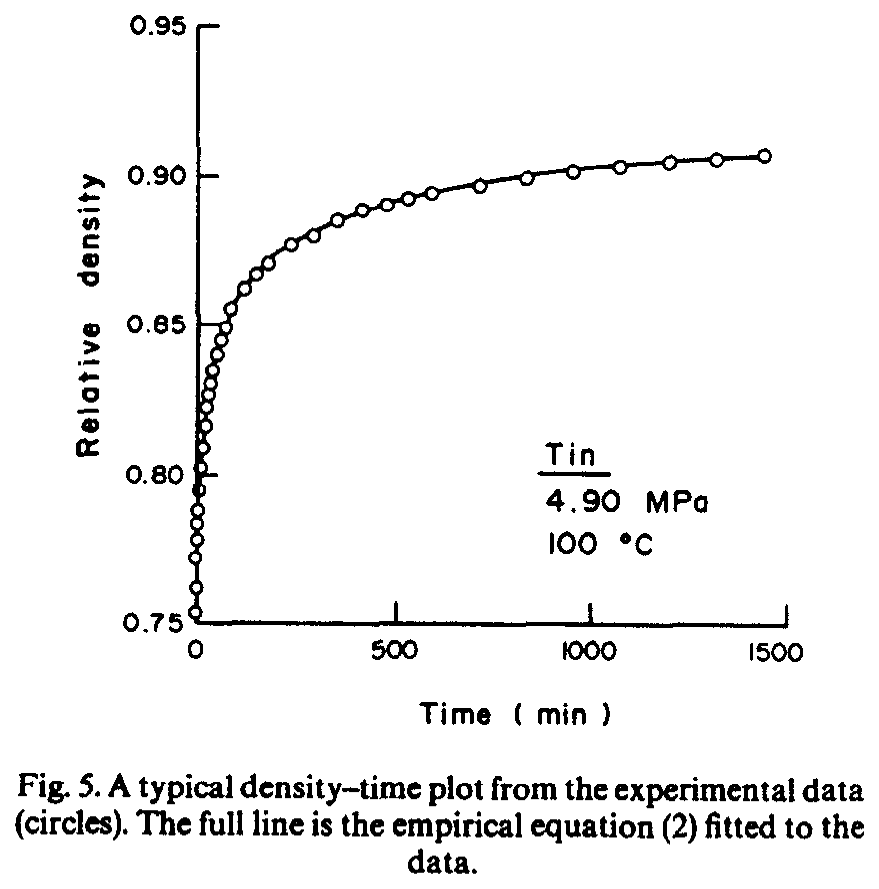 0.95
0.90
0.85
0.80
0.75
Relative density
0
500
1000
1500
Time ( min )
Tin
4.90 MPa
100 °C
Fig. 5. A typical density–time plot from the experimental data
(circles). The full line is the empirical equation (2) fitted to the
data.